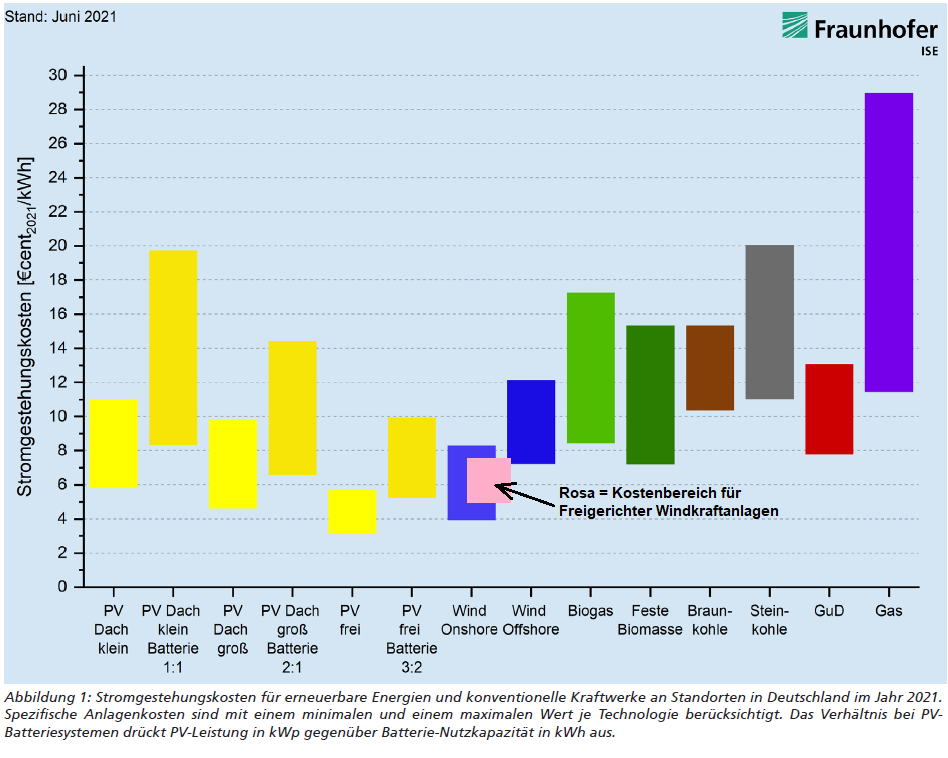 Stand: Juni 2021
Fraunhofer
ISE
Stromgestehungskosten [€cent2021/kWh]
30
28
26
24
22
20
18
16
14
12
10
8
6
4
2
0
Rosa = Kostenbereich für
Freigerichter Windkraftanlagen
PV
Dach
klein
PV Dach
klein
Batterie
1:1
PV
Dach
groß
PV Dach
groß
Batterie
2:1
PV
frei
PV
frei
Batterie
3:2
Wind
Onshore
Wind
Offshore
Biogas
Feste
Biomasse
Braun-
kohle
Stein-
kohle
GuD
Gas
Abbildung 1: Stromgestehungskosten für erneuerbare Energien und konventionelle Kraftwerke an Standorten in Deutschland im Jahr 2021.
Spezifische Anlagenkosten sind mit einem minimalen und einem maximalen Wert je Technologie berücksichtigt. Das Verhältnis bei PV-
Batteriesystemen drückt PV-Leistung in kWp gegenüber Batterie-Nutzkapazität in kWh aus.